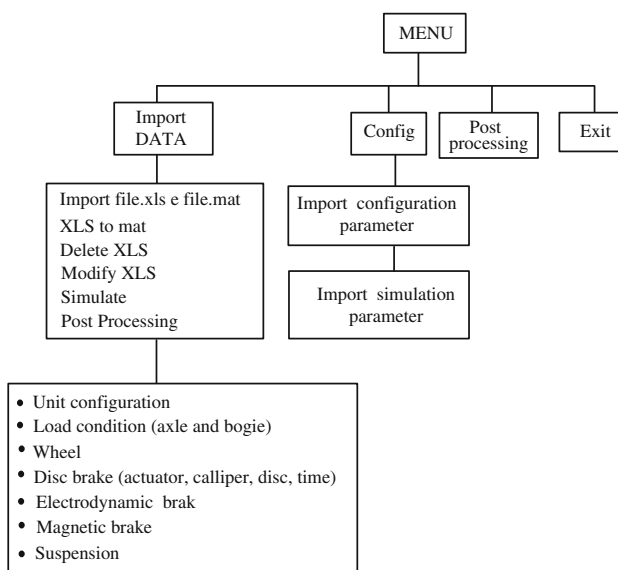 MENU
Import
DATA
Config
Post
processing
Exit
Import file.xls e file.mat
XLS to mat
Delete XLS
Modify XLS
Simulate
Post Processing
Import configuration
parameter
Import simulation
parameter
• Unit configuration
• Load condition (axle and bogie)
• Wheel
• Disc brake (actuator, calliper, disc, time)
• Electrodynamic brak
• Magnetic brake
• Suspension